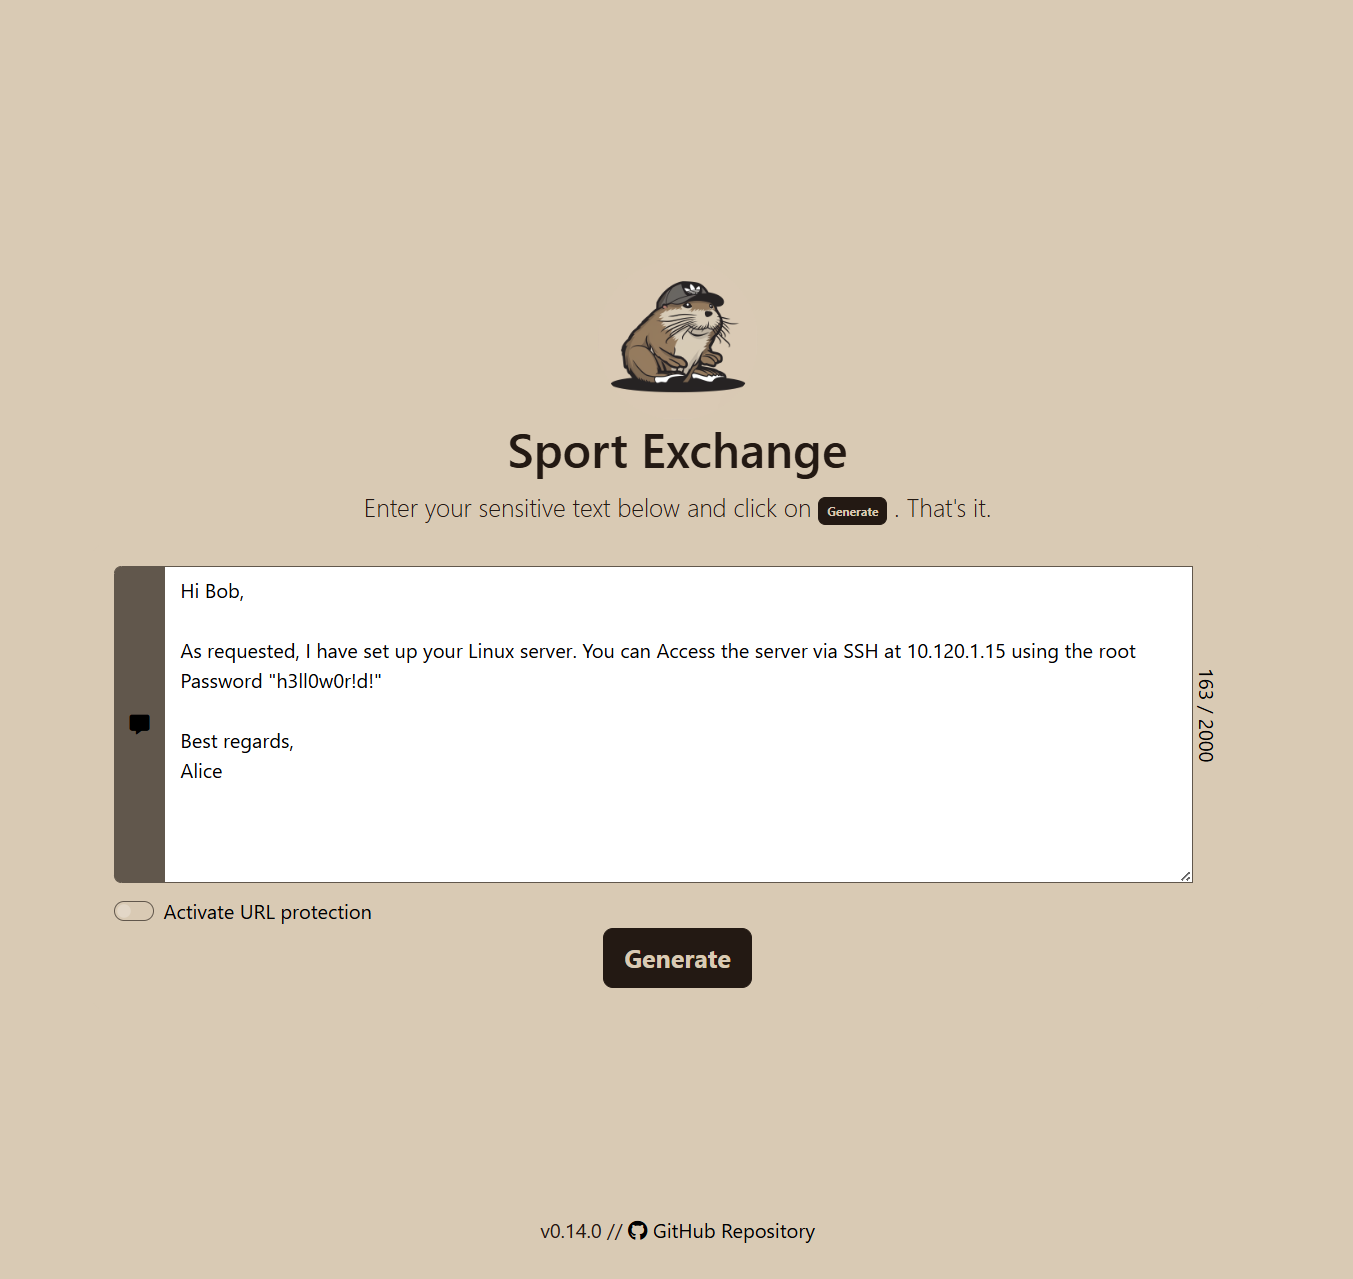 Sport Exchange
Enter your sensitive text below and click on Generate . That's it.
Hi Bob,
As requested, I have set up your Linux server. You can Access the server via SSH at 10.120.1.15 using the root
Password "h3ll0w0r!d!"
Best regards,
Alice
163 / 2000
Activate URL protection
Generate
v0.14.0 // GitHub Repository